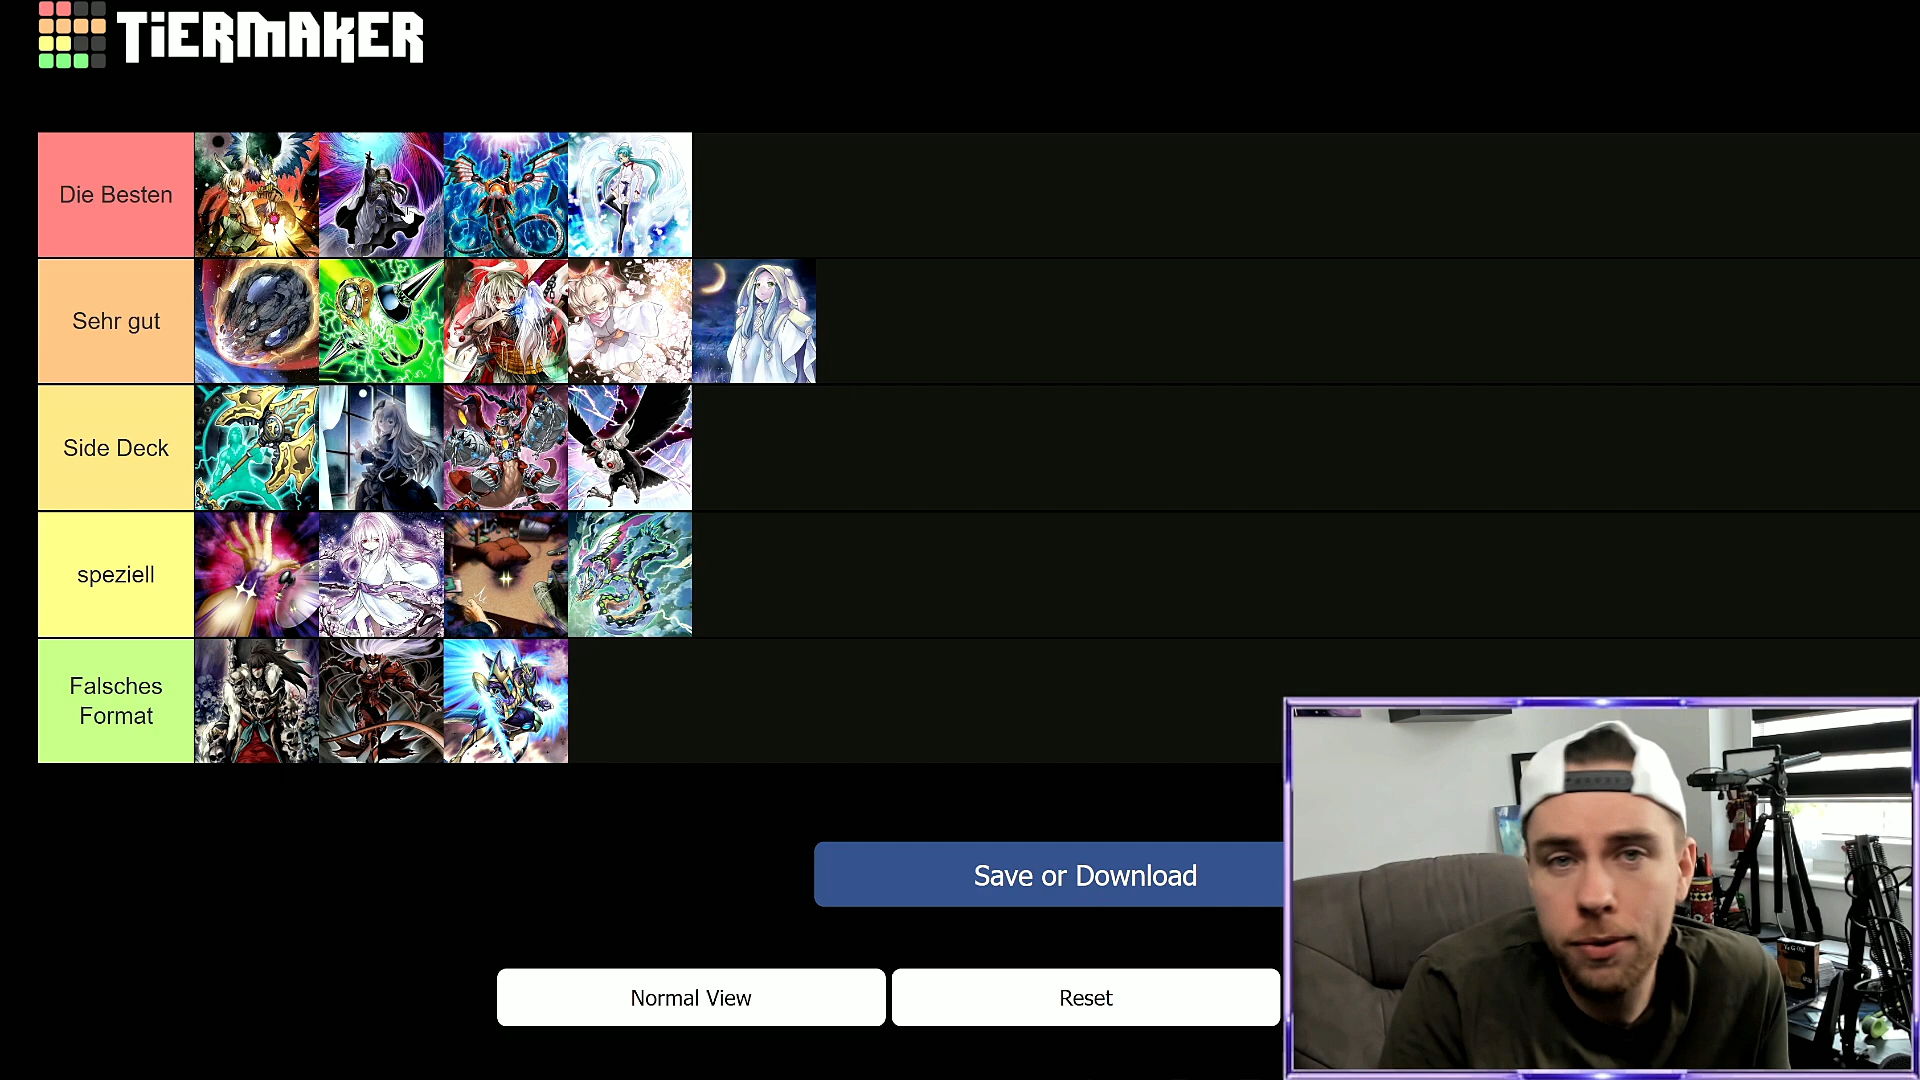 TiERMAKER
Die Besten
Sehr gut
Side Deck
speziell
Falsches
Format
Save or Download
Normal View
Reset